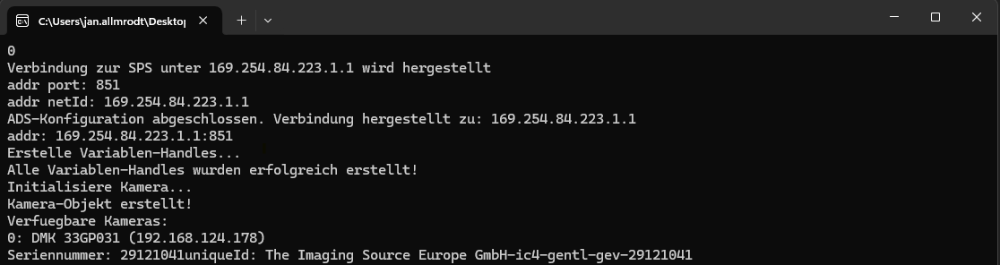 C:\Users\jan.allmrodt\Desktop
0
Verbindung zur SPS unter 169.254.84.223.1.1 wird hergestellt
addr port: 851
addr netId: 169.254.84.223.1.1
ADS-Konfiguration abgeschlossen. Verbindung hergestellt zu: 169.254.84.223.1.1
addr: 169.254.84.223.1.1:851
Erstelle Variablen-Handles...
Alle Variablen-Handles wurden erfolgreich erstellt!
Initialisiere Kamera...
Kamera-Objekt erstellt!
Verfuegbare Kameras:
0: DMK 33GP031 (192.168.124.178)
Seriennummer: 29121041uniqueId: The Imaging Source Europe GmbH-ic4-gentl-gev-29121041